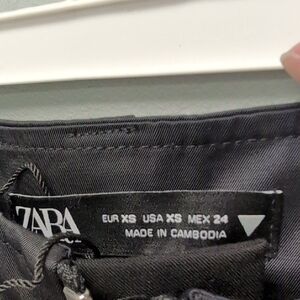 ZARA
EUR XS USA XS MEX 24
MADE IN CAMBODIA